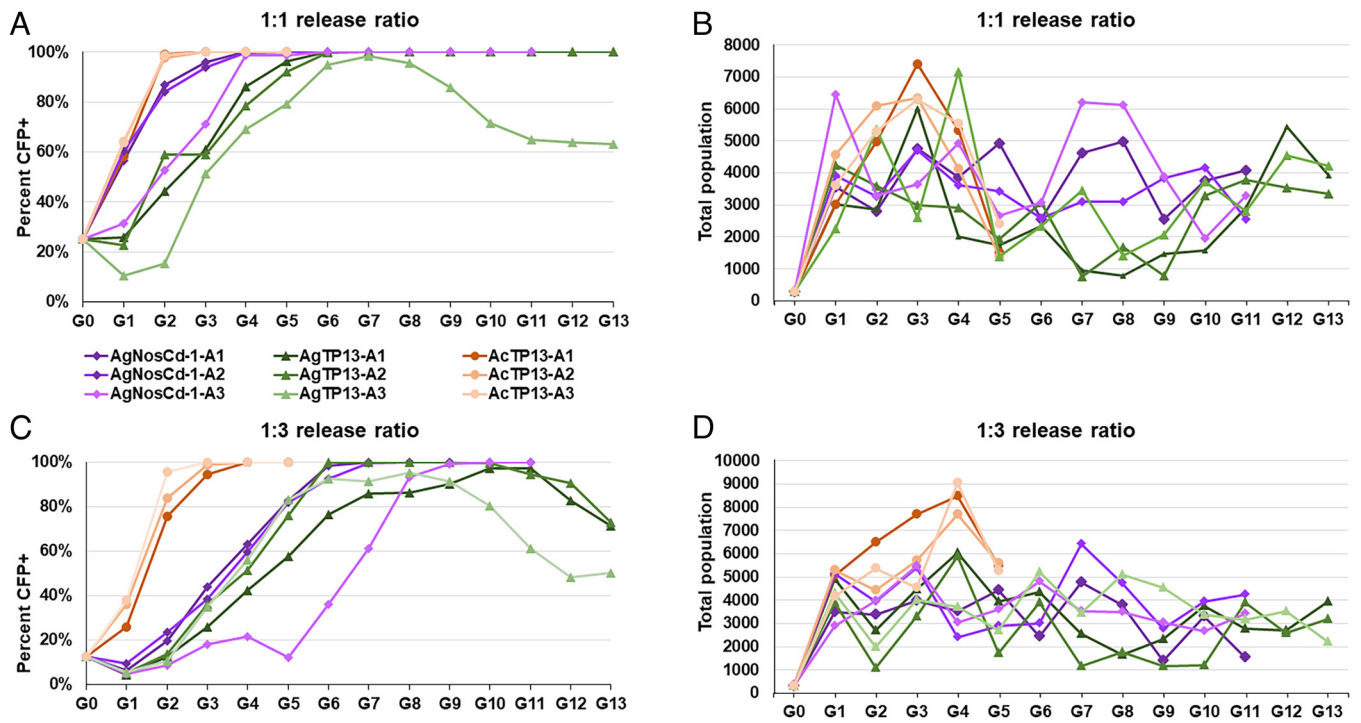 A
1:1 release ratio
Percent CFP+
100%
80%
60%
40%
20%
0%
G0 G1 G2 G3 G4 G5 G6 G7 G8 G9 G10 G11 G12 G13
B
1:1 release ratio
Total population
8000
7000
6000
5000
4000
3000
2000
1000
0
G0 G1 G2 G3 G4 G5 G6 G7 G8 G9 G10 G11 G12 G13
AgNosCd-1-A1 AgTP13-A1 AcTP13-A1
AgNosCd-1-A2 AgTP13-A2 AcTP13-A2
AgNosCd-1-A3 AgTP13-A3 AcTP13-A3
C
1:3 release ratio
Percent CFP+
100%
80%
60%
40%
20%
0%
G0 G1 G2 G3 G4 G5 G6 G7 G8 G9 G10 G11 G12 G13
D
1:3 release ratio
Total population
10000
9000
8000
7000
6000
5000
4000
3000
2000
1000
0
G0 G1 G2 G3 G4 G5 G6 G7 G8 G9 G10 G11 G12 G13